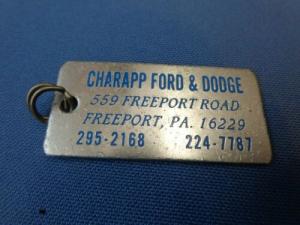 CHARAPP FORD & DODGE
559 FREEPORT ROAD
FREEPORT, PA. 16229
295-2168 224-7787